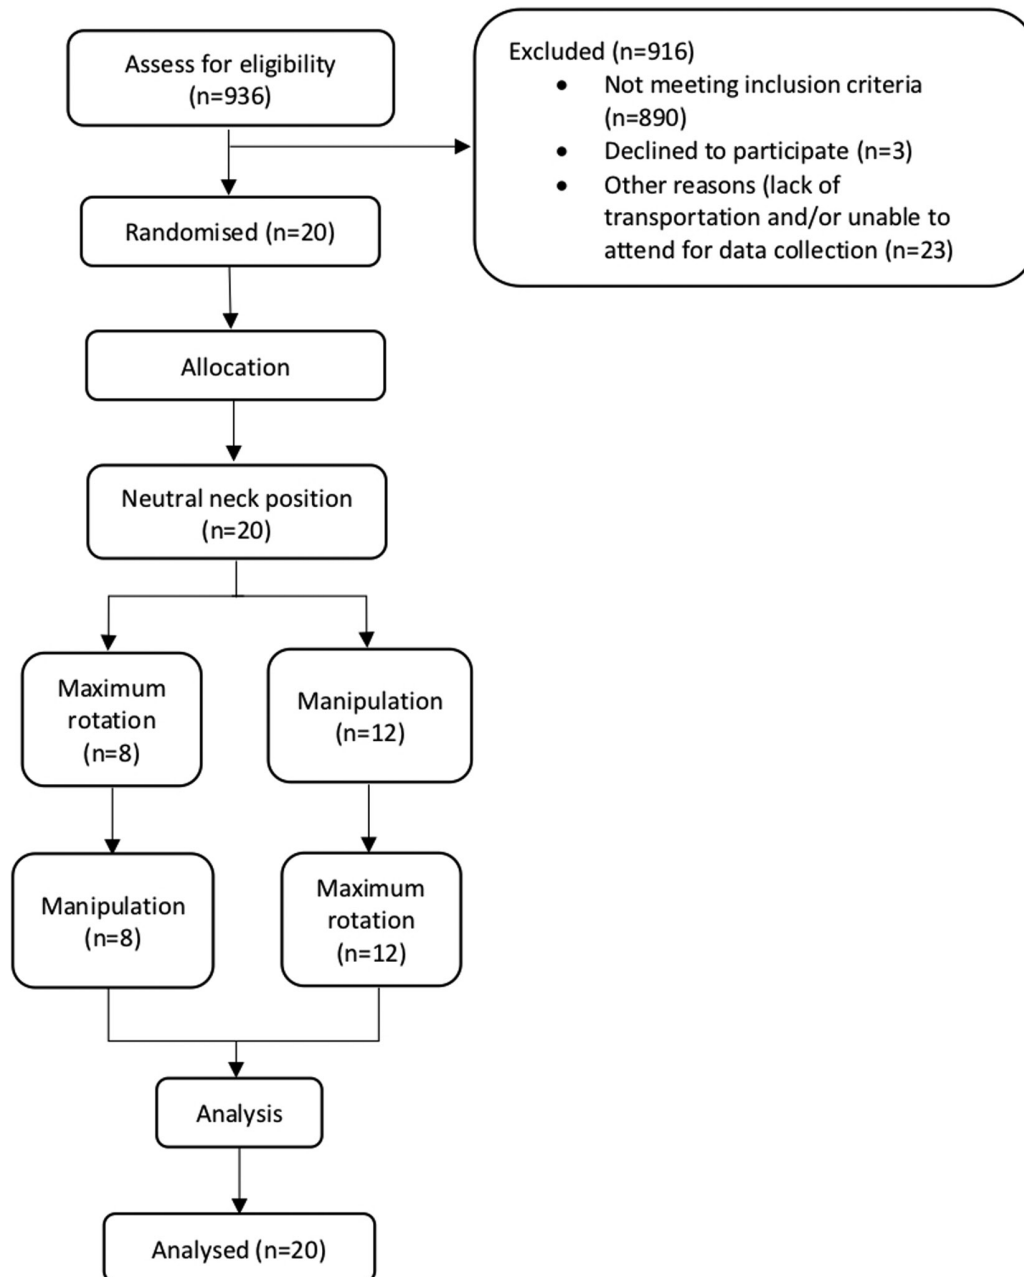 Assess for eligibility
(n=936)
Excluded (n=916)
• Not meeting inclusion criteria
(n=890)
• Declined to participate (n=3)
• Other reasons (lack of
transportation and/or unable to
attend for data collection (n=23)
Randomised (n=20)
Allocation
Neutral neck position
(n=20)
Maximum
rotation
(n=8)
Manipulation
(n=12)
Manipulation
(n=8)
Maximum
rotation
(n=12)
Analysis
Analysed (n=20)